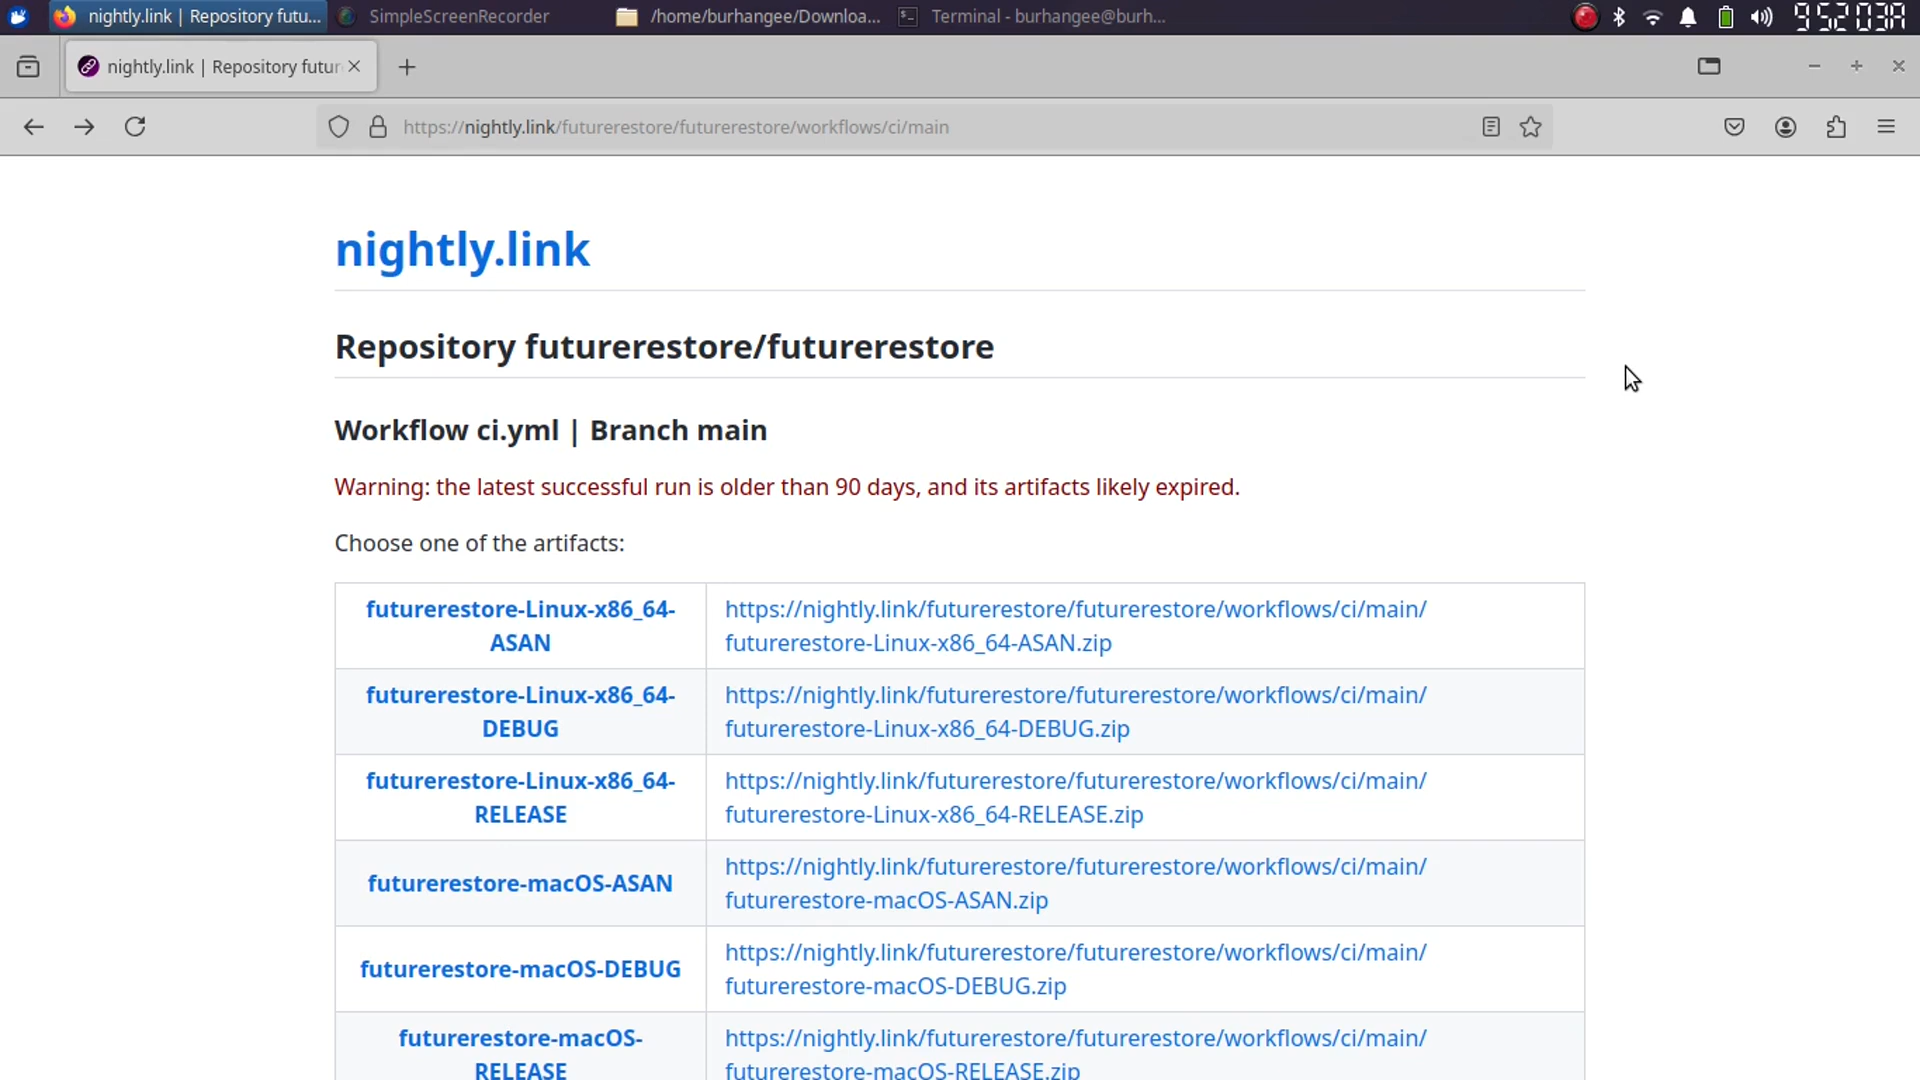 nightly.link | Repository futu...
SimpleScreenRecorder
/home/burhangee/Downloa...
Terminal - burhangee@burh...
95203A
nightly.link | Repository futur
https://nightly.link/futurerestore/futurerestore/workflows/ci/main
nightly.link
Repository futurerestore/futurerestore
Workflow ci.yml | Branch main
Warning: the latest successful run is older than 90 days, and its artifacts likely expired.
Choose one of the artifacts:
futurerestore-Linux-x86_64-
ASAN
https://nightly.link/futurerestore/futurerestore/workflows/ci/main/
futurerestore-Linux-x86_64-ASAN.zip
futurerestore-Linux-x86_64-
DEBUG
https://nightly.link/futurerestore/futurerestore/workflows/ci/main/
futurerestore-Linux-x86_64-DEBUG.zip
futurerestore-Linux-x86_64-
RELEASE
https://nightly.link/futurerestore/futurerestore/workflows/ci/main/
futurerestore-Linux-x86_64-RELEASE.zip
futurerestore-macOS-ASAN
https://nightly.link/futurerestore/futurerestore/workflows/ci/main/
futurerestore-macOS-ASAN.zip
futurerestore-macOS-DEBUG
https://nightly.link/futurerestore/futurerestore/workflows/ci/main/
futurerestore-macOS-DEBUG.zip
futurerestore-macOS-
RELEASE
https://nightly.link/futurerestore/futurerestore/workflows/ci/main/
futurerestore-macOS-RELEASE.zip